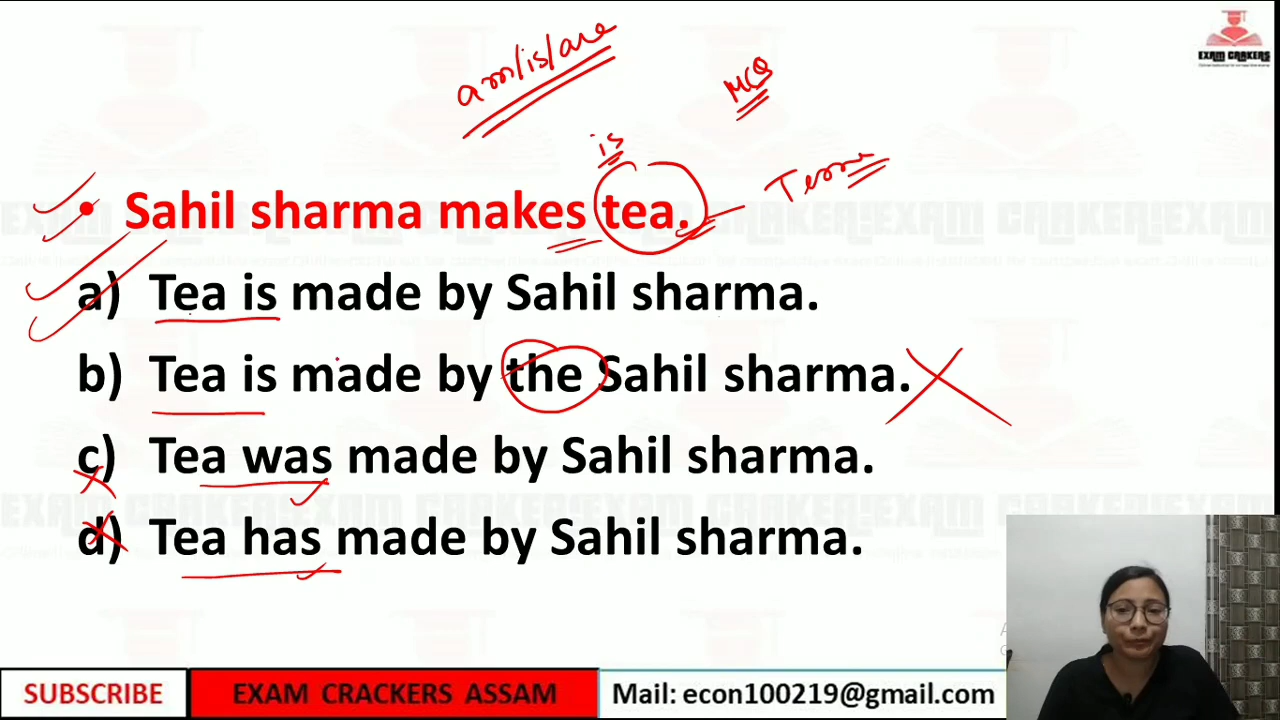 am/is/are
MCQ
EXAM CRAKERS
is
Tense
• Sahil sharma makes tea.
a) Tea is made by Sahil sharma.
b) Tea is made by the Sahil sharma.
c) Tea was made by Sahil sharma.
d) Tea has made by Sahil sharma.
SUBSCRIBE EXAM CRACKERS ASSAM Mail: econ100219@gmail.com